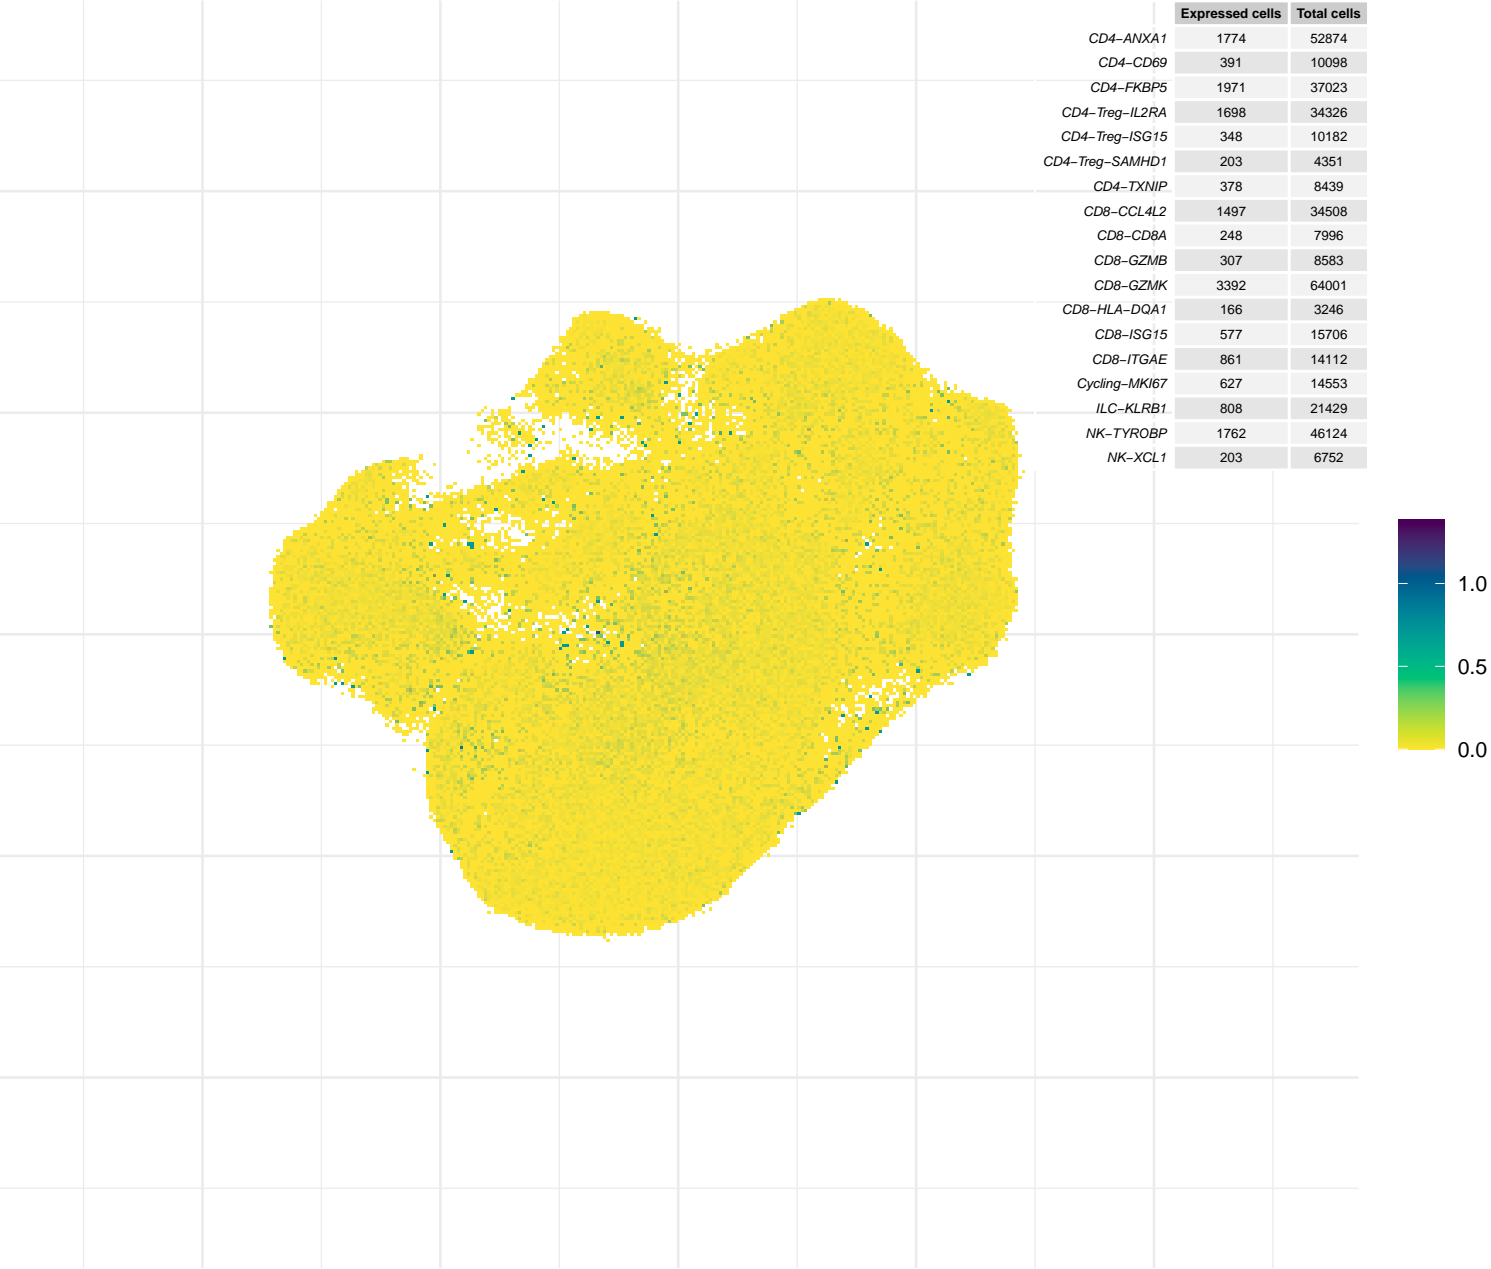 Expressed cells Total cells
CD4−ANXA1 1774 52874
CD4−CD69 391 10098
CD4−FKBP5 1971 37023
CD4−Treg−IL2RA 1698 34326
CD4−Treg−ISG15 348 10182
CD4−Treg−SAMHD1 203 4351
CD4−TXNIP 378 8439
CD8−CCL4L2 1497 34508
CD8−CD8A 248 7996
CD8−GZMB 307 8583
CD8−GZMK 3392 64001
CD8−HLA−DQA1 166 3246
CD8−ISG15 577 15706
CD8−ITGAE 861 14112
Cycling−MKI67 627 14553
ILC−KLRB1 808 21429
NK−TYROBP 1762 46124
NK−XCL1 203 6752
1.0
0.5
0.0